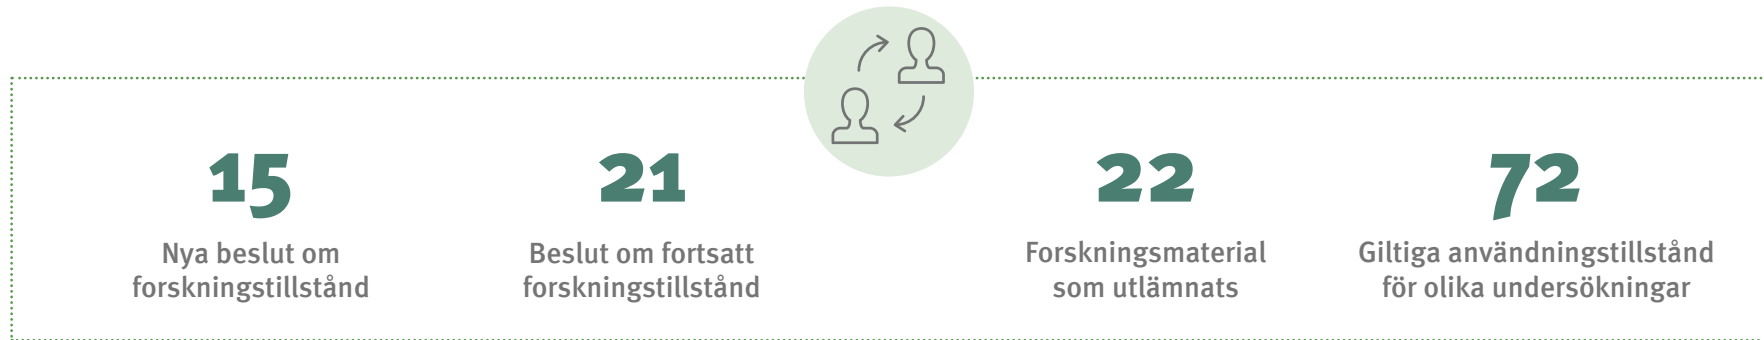 15
Nya beslut om
forskningstillstånd
21
Beslut om fortsatt
forskningstillstånd
22
Forskningsmaterial
som utlämnats
72
Giltiga användningstillstånd
för olika undersökningar